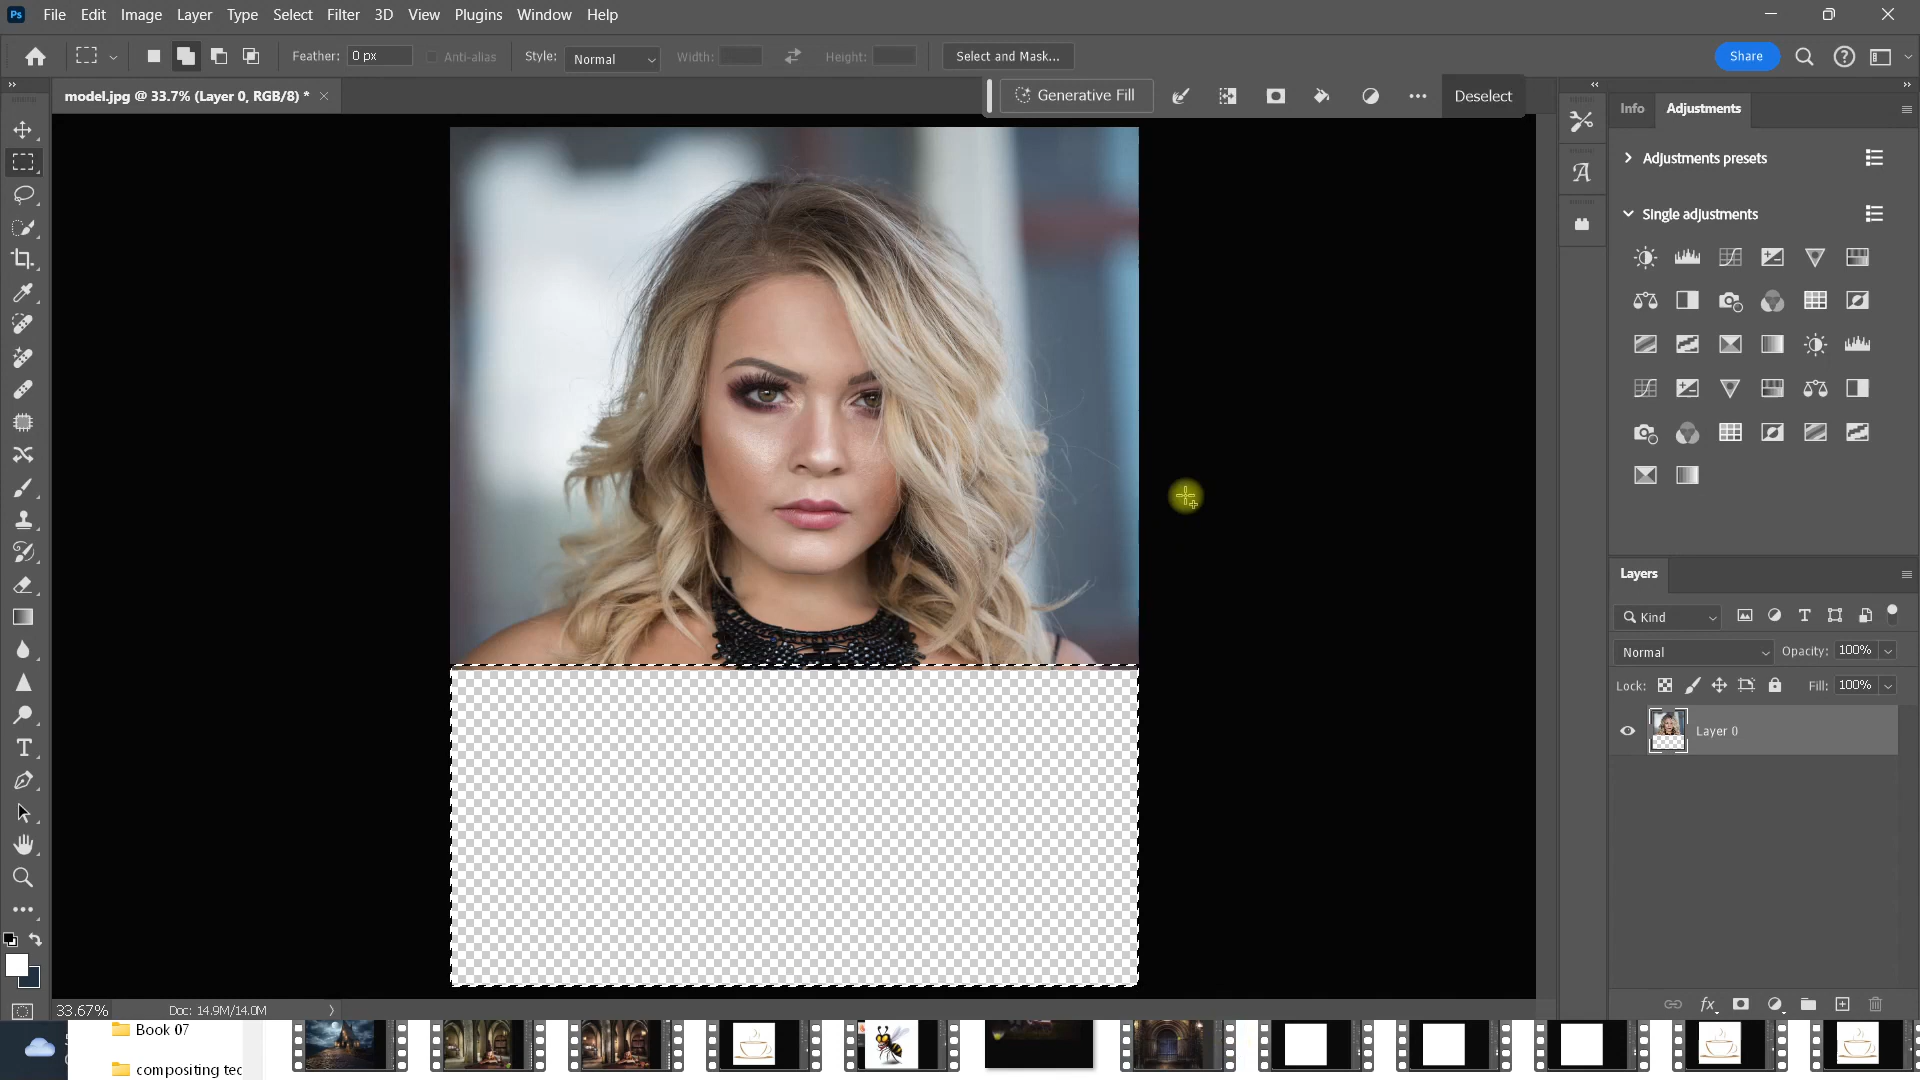 Ps File Edit Image Layer Type Select Filter 3D View Plugins Window Help
Feather: 0 px Anti-alias Style: Normal Width: Height: Select and Mask... Share
model.jpg @ 33.7% (Layer 0, RGB/8) *
Generative Fill Deselect
Info Adjustments
Adjustments presets
Single adjustments
Layers
Kind
Normal Opacity: 100%
Lock: Fill: 100%
Layer 0
33.67% Doc: 14.9M/14.0M
Book 07
compositing tec